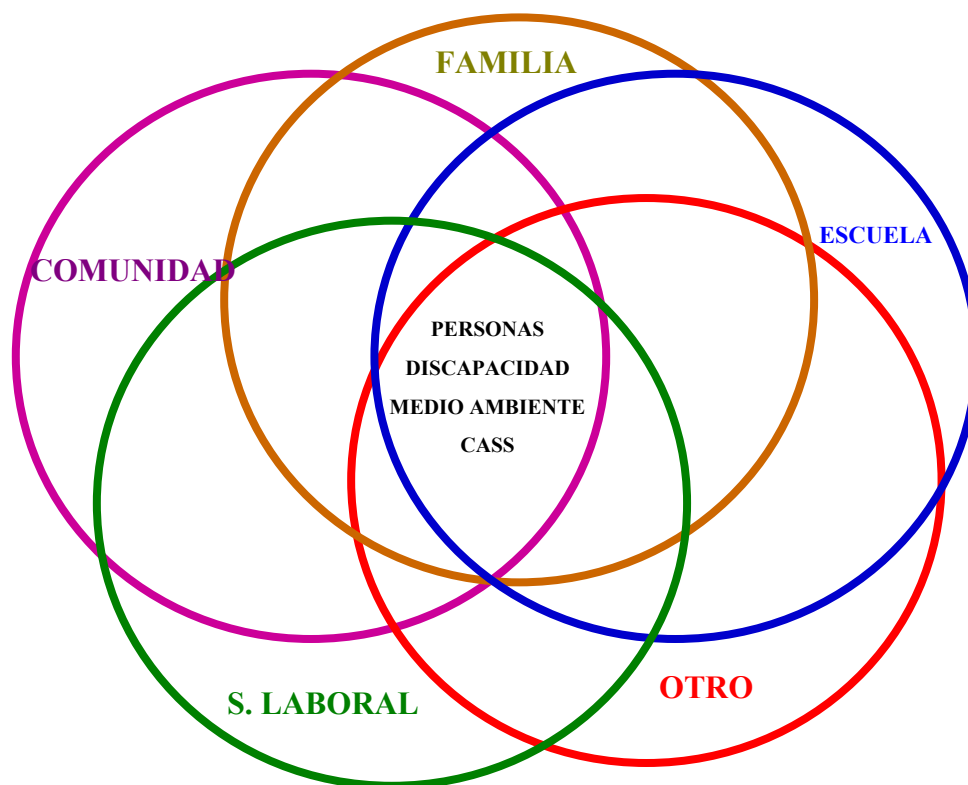 FAMILIA
ESCUELA
COMUNIDAD
PERSONAS
DISCAPACIDAD
MEDIO AMBIENTE
CASS
S. LABORAL
OTRO